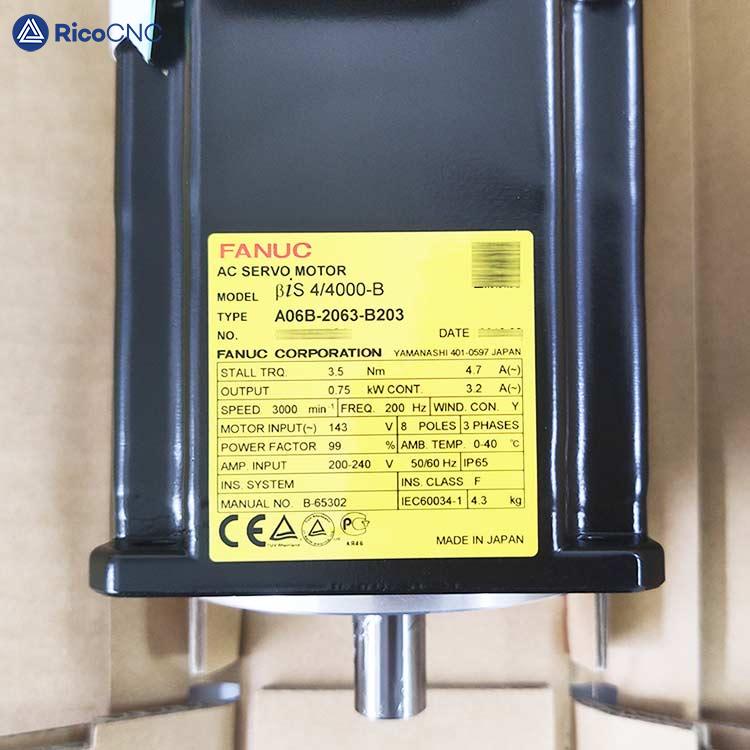 RicoCNC
FANUC
AC SERVO MOTOR
MODEL βiS 4/4000-B
TYPE A06B-2063-B203
NO. DATE
FANUC CORPORATION YAMANASHI 401-0597 JAPAN
STALL TRQ. 3.5 Nm 4.7 A(~)
OUTPUT 0.75 kW CONT. 3.2 A(~)
SPEED. 3000 min⁻¹ FREQ. 200 Hz WIND. CON. Y
MOTOR INPUT(~) 143 V 8 POLES 3 PHASES
POWER FACTOR 99 % AMB. TEMP. 0-40 ℃
AMP. INPUT 200-240 V 50/60 Hz IP65
INS. SYSTEM INS. CLASS F
MANUAL NO. B-65302 IEC60034-1 4.3 kg
CE
TUV Rheinland
MADE IN JAPAN